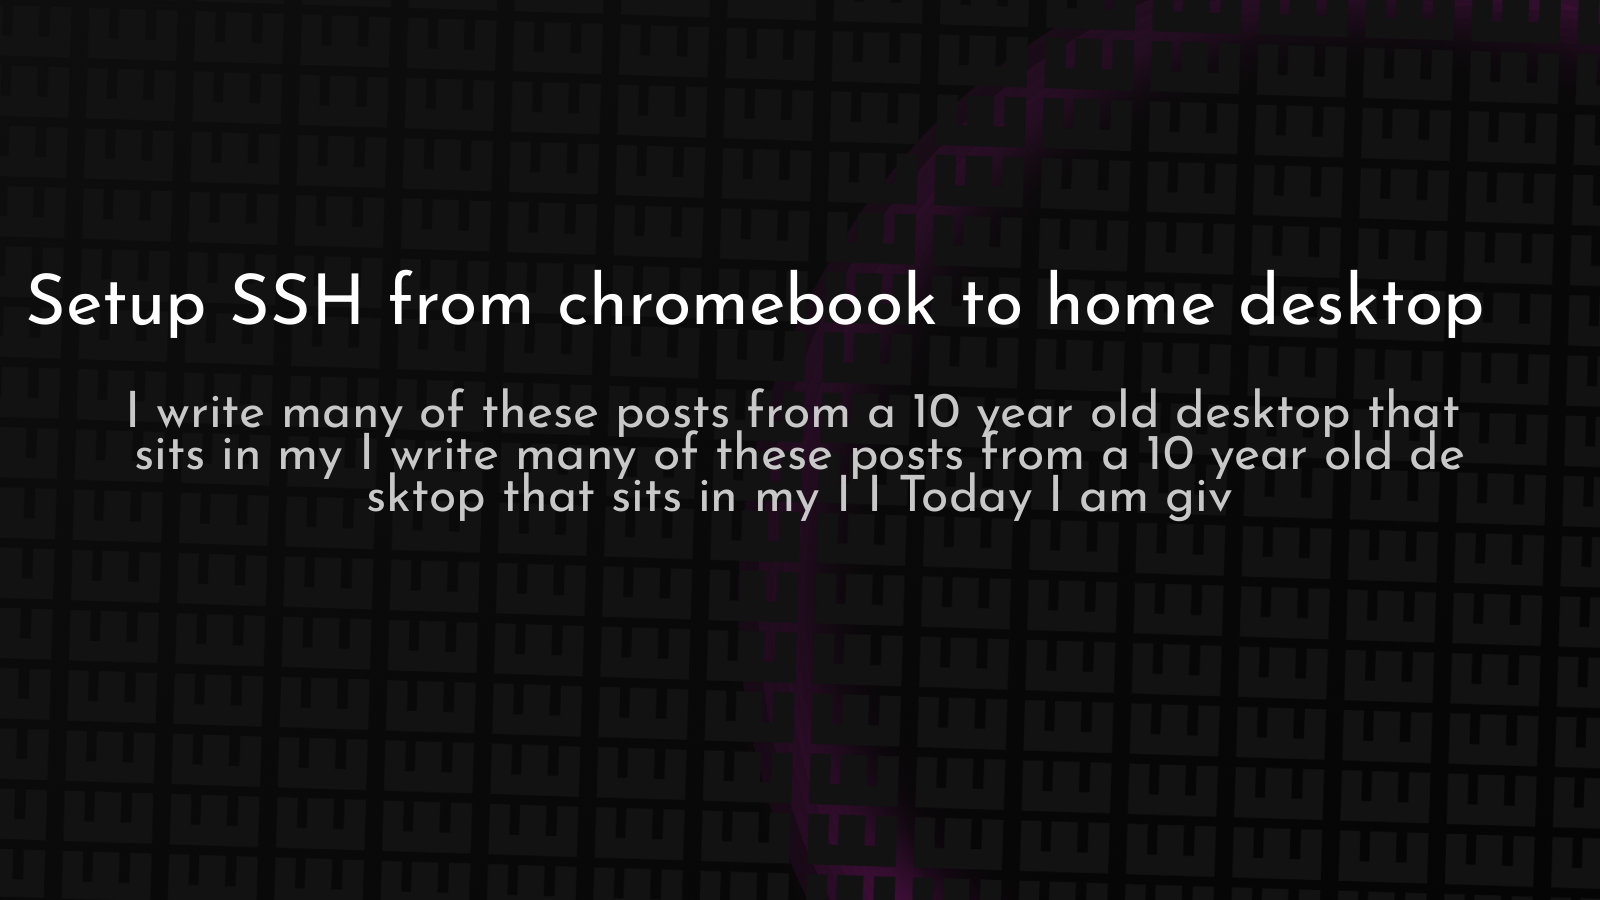 Setup SSH from chromebook to home desktop
I write many of these posts from a 10 year old desktop that
sits in my I write many of these posts from a 10 year old de
sktop that sits in my I I Today I am giv